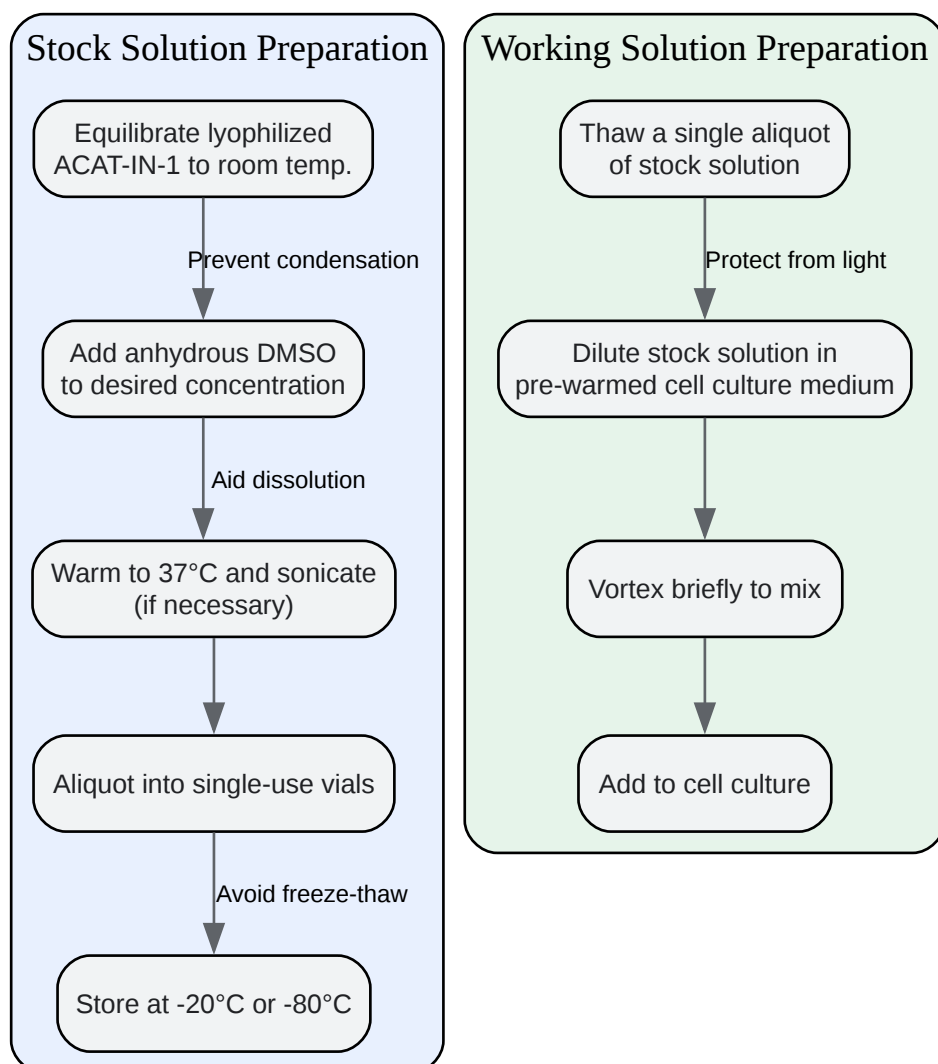 Stock Solution Preparation
Equilibrate lyophilized
ACAT-IN-1 to room temp.
Prevent condensation
Add anhydrous DMSO
to desired concentration
Aid dissolution
Warm to 37°C and sonicate
(if necessary)
Aliquot into single-use vials
Avoid freeze-thaw
Store at -20°C or -80°C
Working Solution Preparation
Thaw a single aliquot
of stock solution
Protect from light
Dilute stock solution in
pre-warmed cell culture medium
Vortex briefly to mix
Add to cell culture